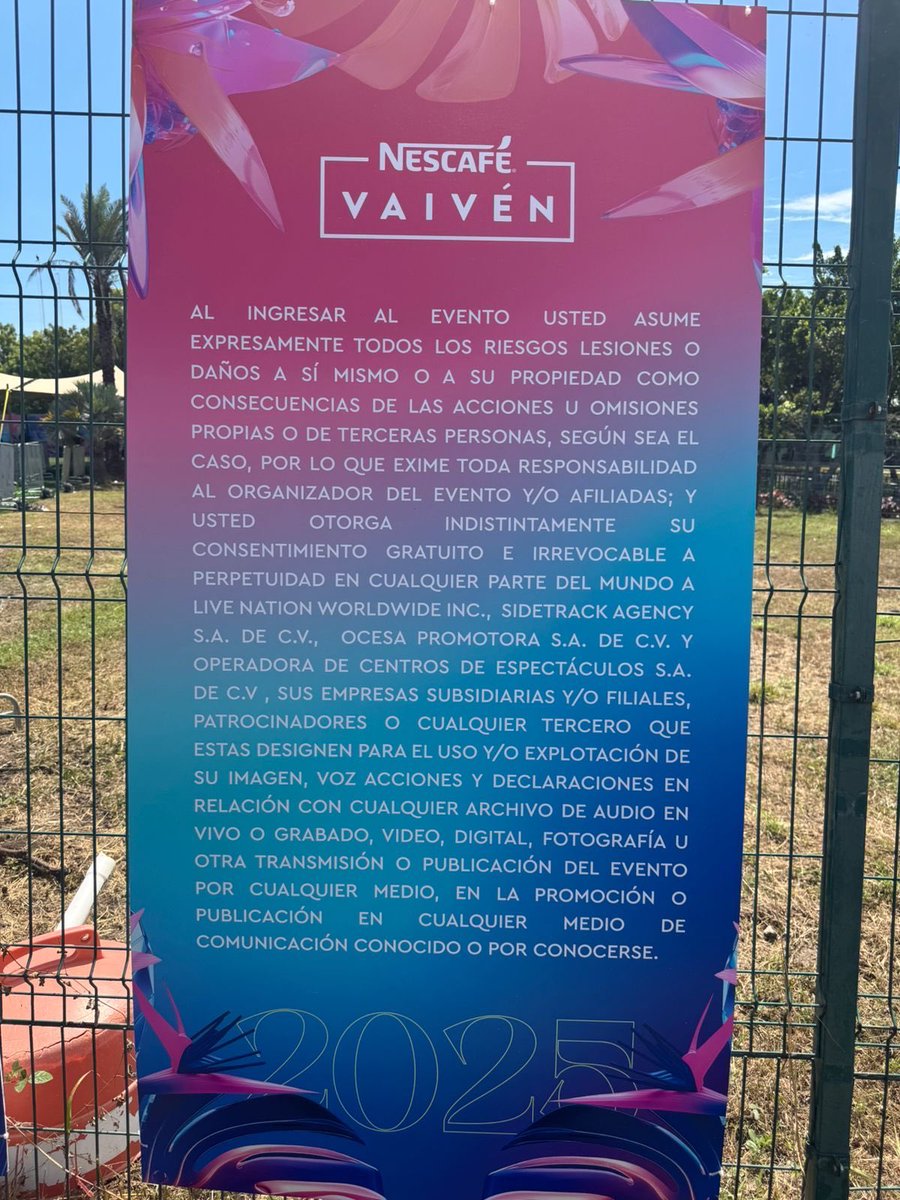 NESCAFÉ
VAIVÉN
AL INGRESAR AL EVENTO USTED ASUME
EXPRESAMENTE TODOS LOS RIESGOS LESIONES O
DAÑOS A SÍ MISMO O A SU PROPIEDAD COMO
CONSECUENCIAS DE LAS ACCIONES U OMISIONES
PROPIAS O DE TERCERAS PERSONAS, SEGÚN SEA EL
CASO, POR LO QUE EXIME TODA RESPONSABILIDAD
AL ORGANIZADOR DEL EVENTO Y/O AFILIADAS; Y
USTED OTORGA INDISTINTAMENTE SU
CONSENTIMIENTO GRATUITO E IRREVOCABLE A
PERPETUIDAD EN CUALQUIER PARTE DEL MUNDO A
LIVE NATION WORLDWIDE INC., SIDETRACK AGENCY
S.A. DE C.V., OCESA PROMOTORA S.A. DE C.V. Y
OPERADORA DE CENTROS DE ESPECTÁCULOS S.A.
DE C.V , SUS EMPRESAS SUBSIDIARIAS Y/O FILIALES,
PATROCINADORES O CUALQUIER TERCERO QUE
ESTAS DESIGNEN PARA EL USO Y/O EXPLOTACIÓN DE
SU IMAGEN, VOZ ACCIONES Y DECLARACIONES EN
RELACIÓN CON CUALQUIER ARCHIVO DE AUDIO EN
VIVO O GRABADO, VIDEO, DIGITAL, FOTOGRAFÍA U
OTRA TRANSMISIÓN O PUBLICACIÓN DEL EVENTO
POR CUALQUIER MEDIO, EN LA PROMOCIÓN O
PUBLICACIÓN EN CUALQUIER MEDIO DE
COMUNICACIÓN CONOCIDO O POR CONOCERSE.
2025